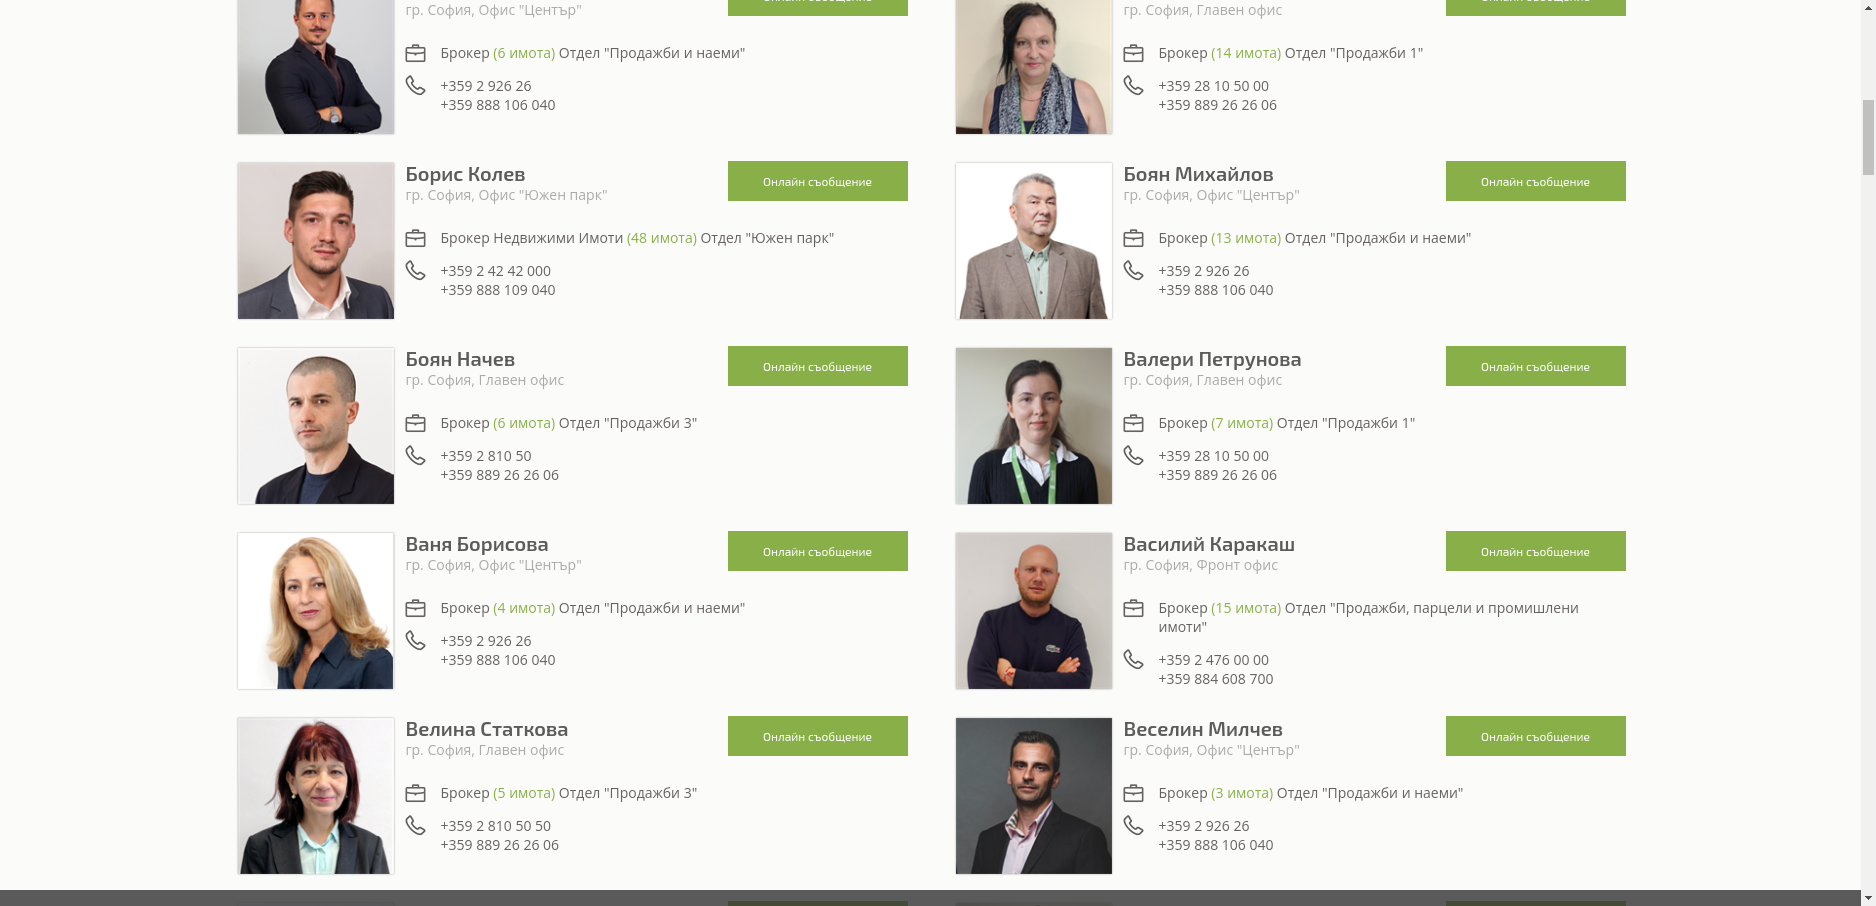 гр. София, Офис "Център"
Брокер (6 имота) Отдел "Продажби и наеми"
+359 2 926 26
+359 888 106 040
гр. София, Главен офис
Брокер (14 имота) Отдел "Продажби 1"
+359 28 10 50 00
+359 889 26 26 06
Борис Колев
Онлайн съобщение
гр. София, Офис "Южен парк"
Брокер Недвижими Имоти (48 имота) Отдел "Южен парк"
+359 2 42 42 000
+359 888 109 040
Боян Михайлов
Онлайн съобщение
гр. София, Офис "Център"
Брокер (13 имота) Отдел "Продажби и наеми"
+359 2 926 26
+359 888 106 040
Боян Начев
Онлайн съобщение
гр. София, Главен офис
Брокер (6 имота) Отдел "Продажби 3"
+359 2 810 50
+359 889 26 26 06
Валери Петрунова
Онлайн съобщение
гр. София, Главен офис
Брокер (7 имота) Отдел "Продажби 1"
+359 28 10 50 00
+359 889 26 26 06
Ваня Борисова
Онлайн съобщение
гр. София, Офис "Център"
Брокер (4 имота) Отдел "Продажби и наеми"
+359 2 926 26
+359 888 106 040
Василий Каракаш
Онлайн съобщение
гр. София, Фронт офис
Брокер (15 имота) Отдел "Продажби, парцели и промишлени
имоти"
+359 2 476 00 00
+359 884 608 700
Велина Статкова
Онлайн съобщение
гр. София, Главен офис
Брокер (5 имота) Отдел "Продажби 3"
+359 2 810 50 50
+359 889 26 26 06
Веселин Милчев
Онлайн съобщение
гр. София, Офис "Център"
Брокер (3 имота) Отдел "Продажби и наеми"
+359 2 926 26
+359 888 106 040